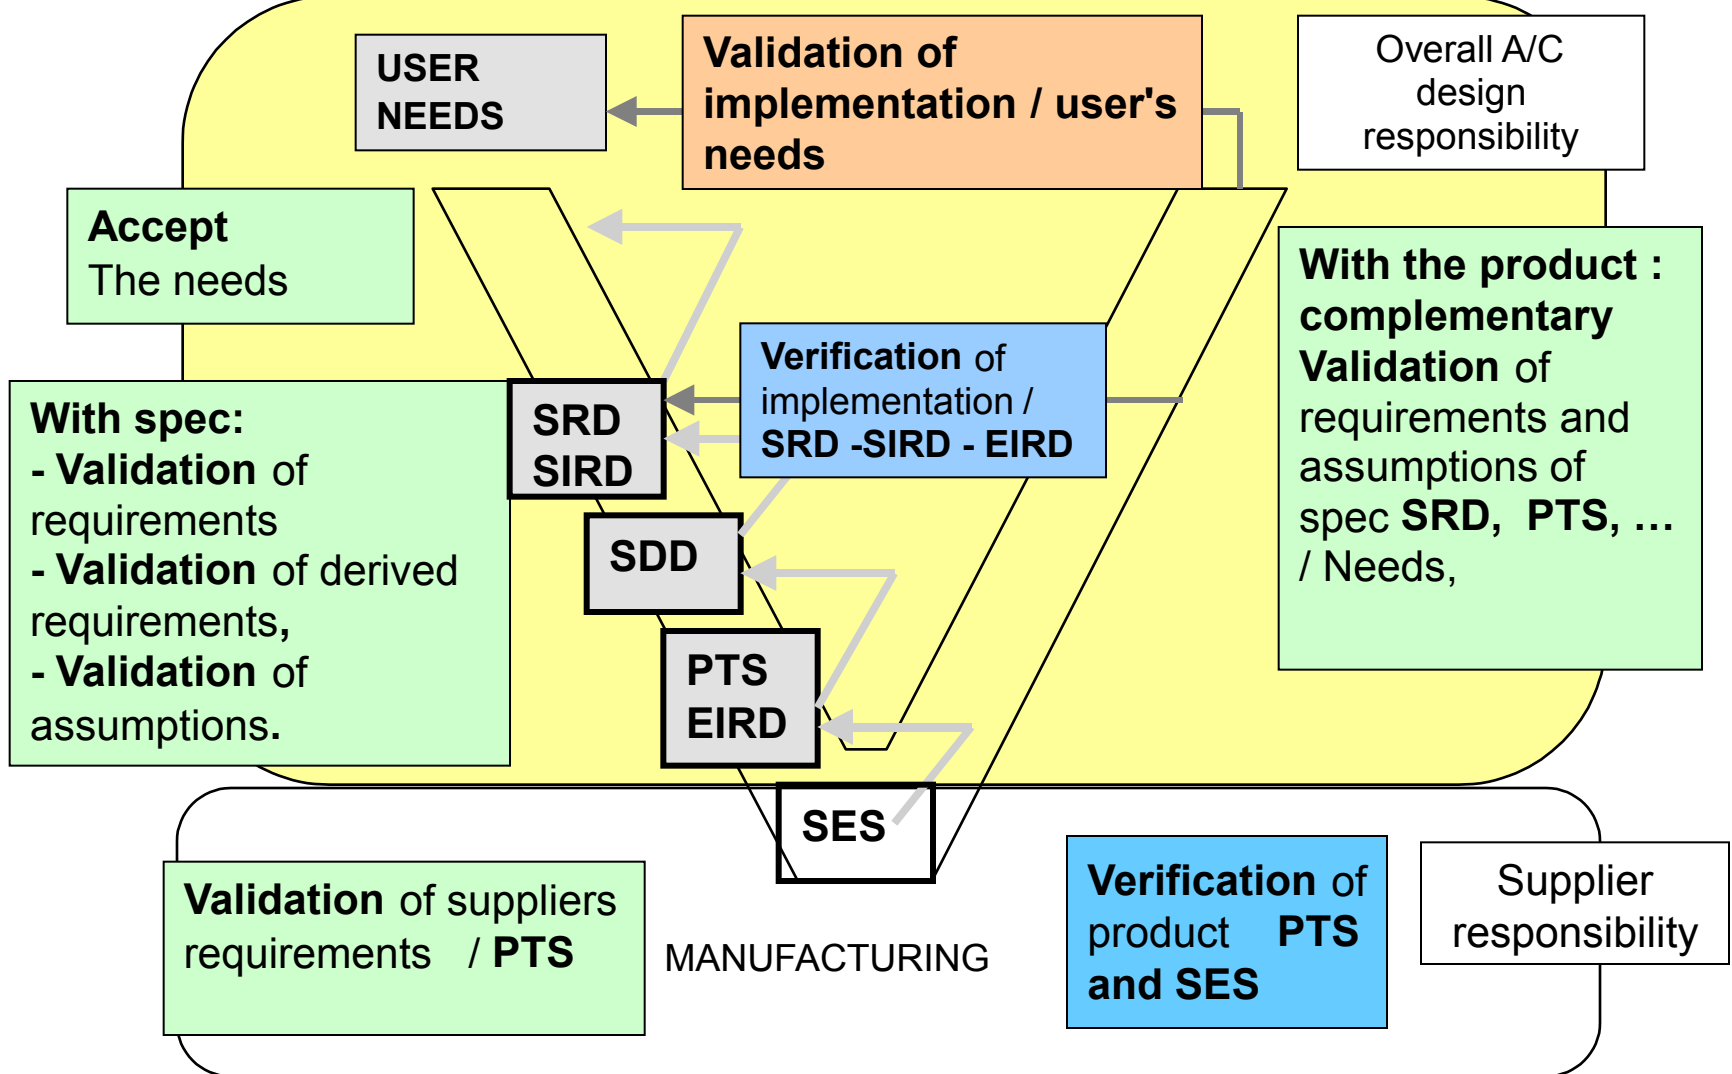 USER
NEEDS
Validation of
implementation / user's
needs
Overall A/C
design
responsibility
Accept
The needs
With the product :
complementary
Validation of
requirements and
assumptions of
spec SRD, PTS, …
/ Needs,
Verification of
implementation /
SRD -SIRD - EIRD
With spec:
- Validation of
requirements
- Validation of derived
requirements,
- Validation of
assumptions.
SRD
SIRD
SDD
PTS
EIRD
SES
Validation of suppliers
requirements / PTS
MANUFACTURING
Verification of
product PTS
and SES
Supplier
responsibility